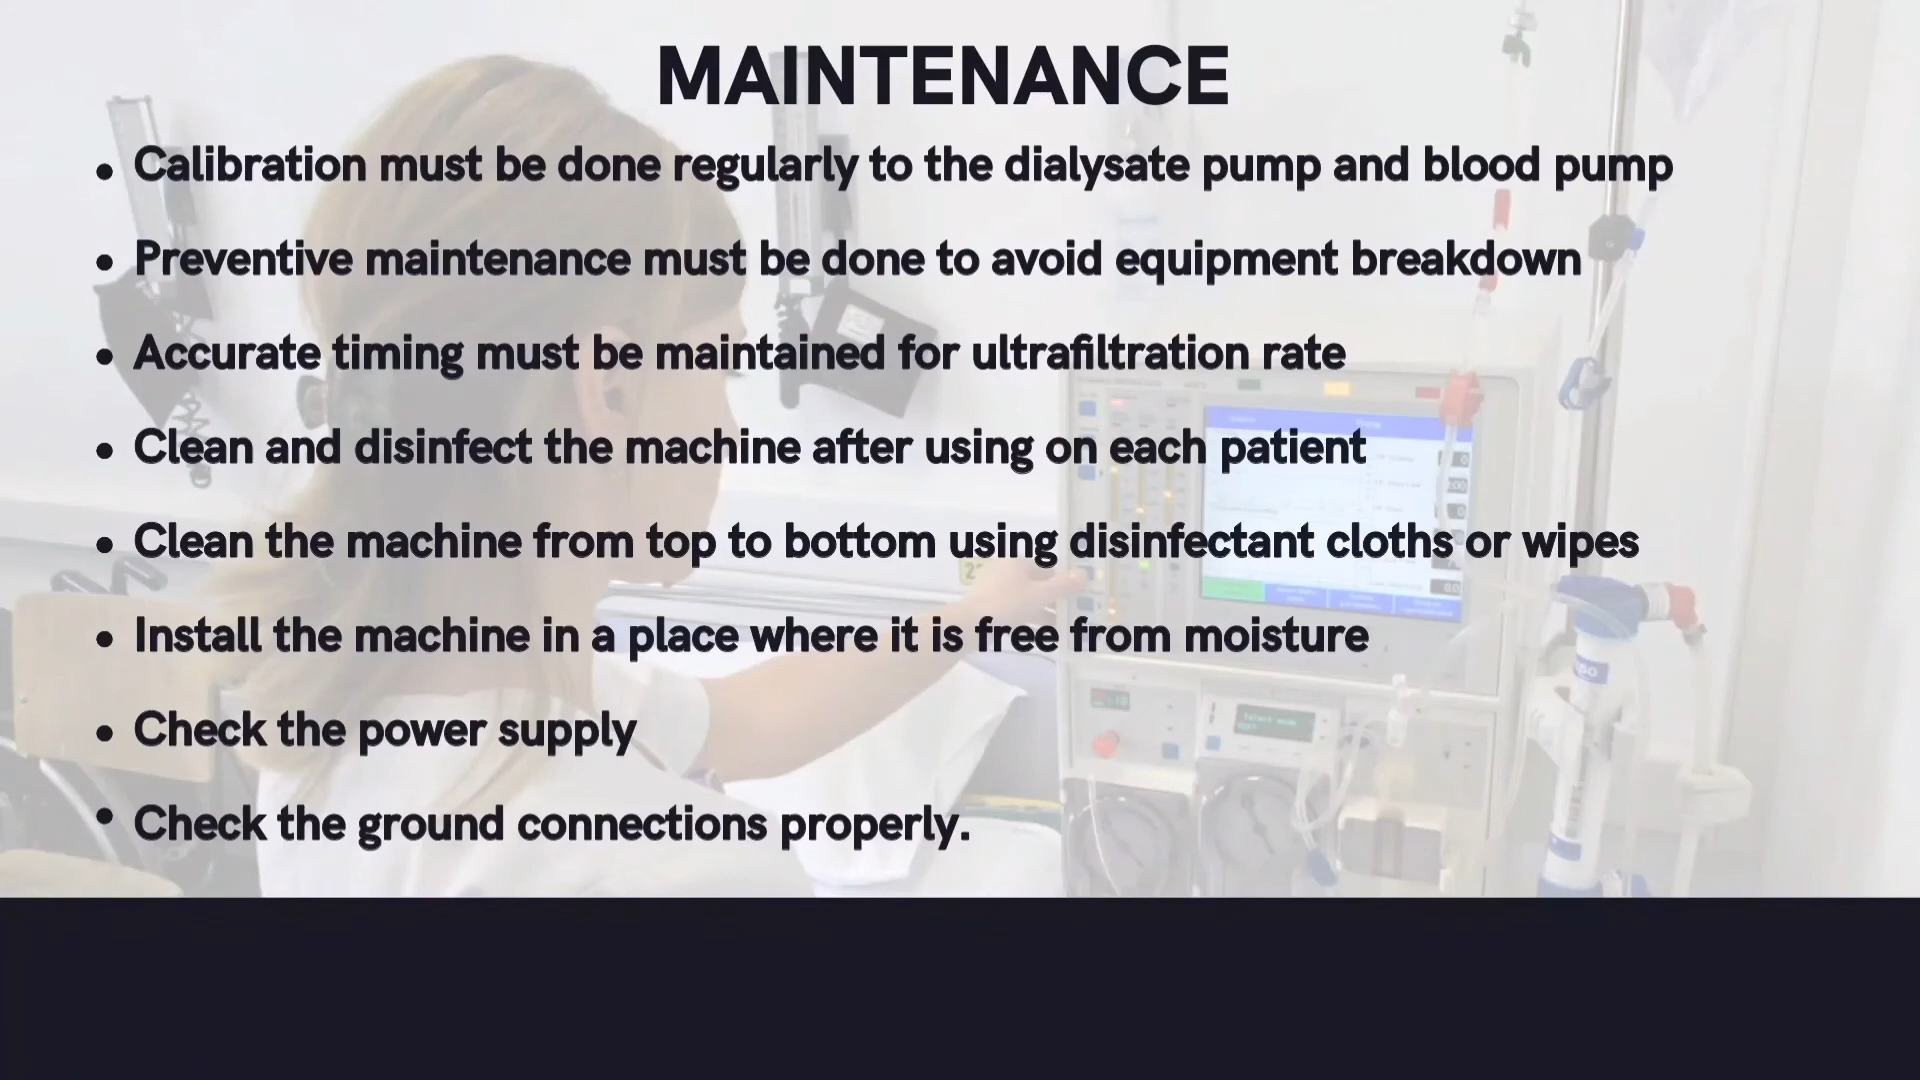 MAINTENANCE
• Calibration must be done regularly to the dialysate pump and blood pump
• Preventive maintenance must be done to avoid equipment breakdown
• Accurate timing must be maintained for ultrafiltration rate
• Clean and disinfect the machine after using on each patient
• Clean the machine from top to bottom using disinfectant cloths or wipes
• Install the machine in a place where it is free from moisture
• Check the power supply
• Check the ground connections properly.